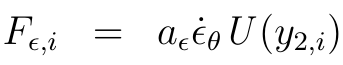 $F_{\epsilon,i} \;\; = \;\; a_{\epsilon} \dot{\epsilon}_{\theta} \, U(y_{2,i})$